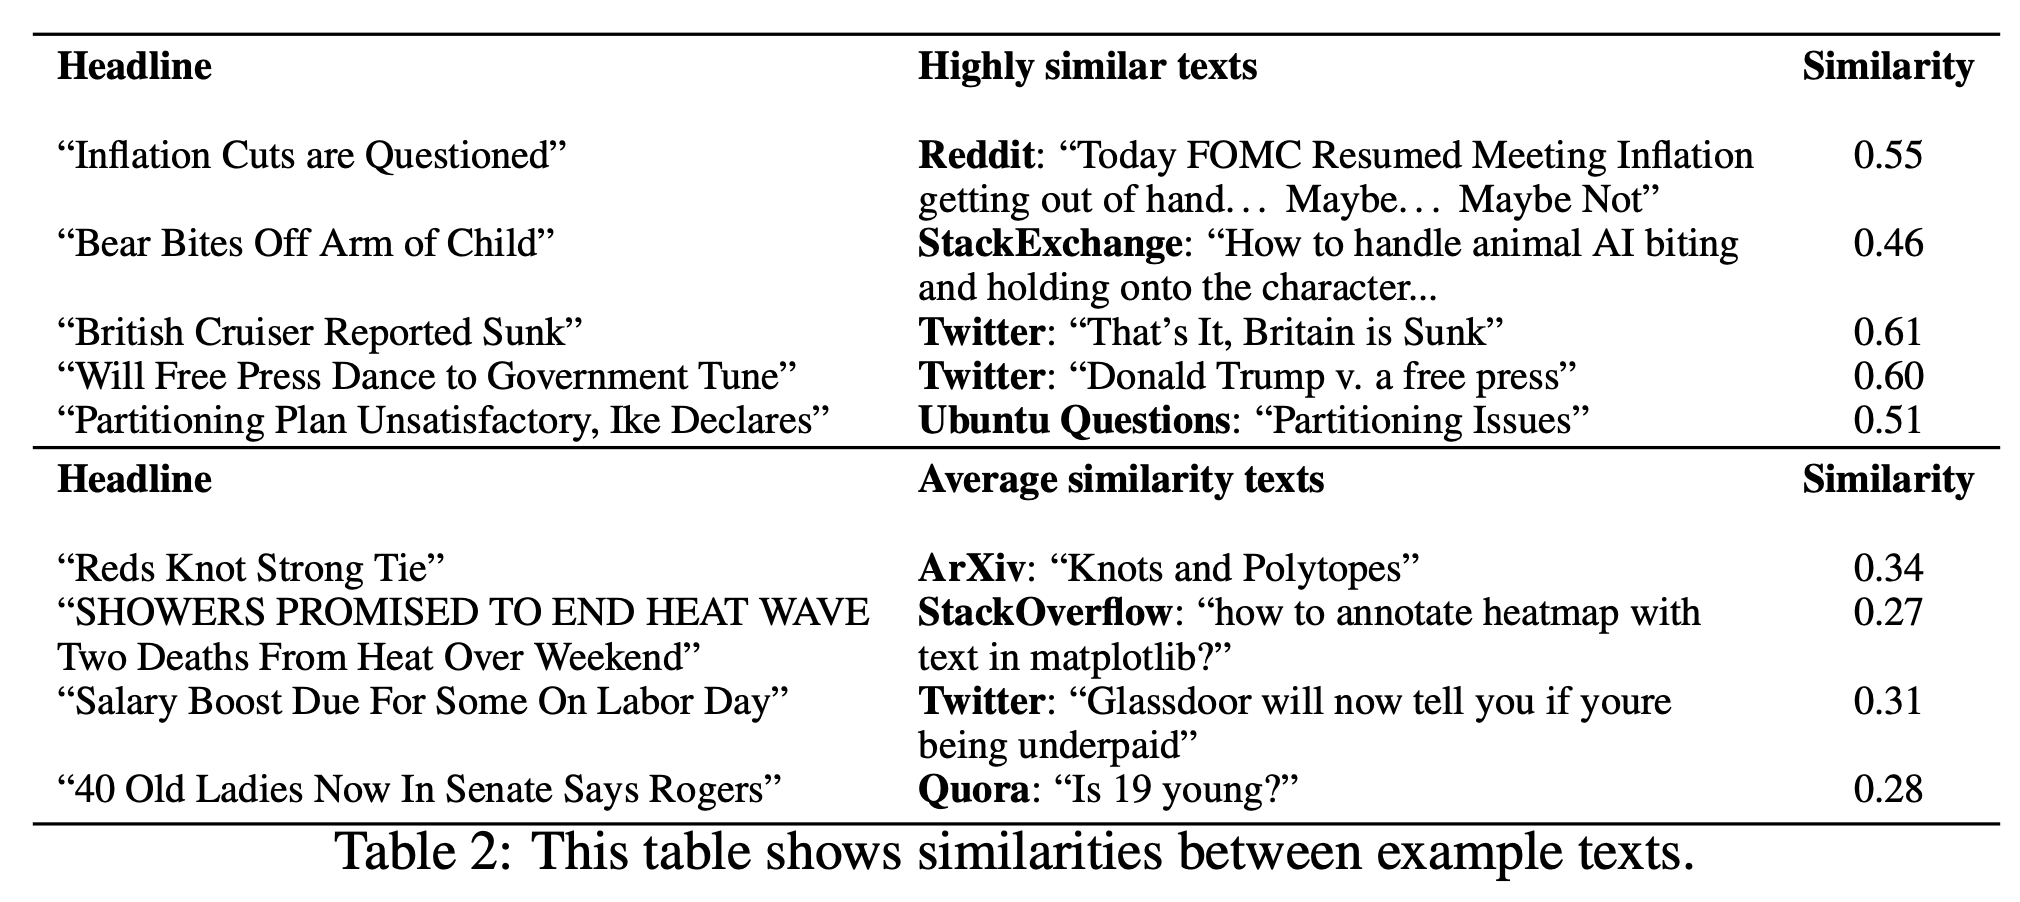 Headline Highly similar texts Similarity
“Inflation Cuts are Questioned” Reddit: “Today FOMC Resumed Meeting Inflation 0.55
getting out of hand… Maybe… Maybe Not”
“Bear Bites Off Arm of Child” StackExchange: “How to handle animal AI biting 0.46
and holding onto the character...
“British Cruiser Reported Sunk” Twitter: “That’s It, Britain is Sunk” 0.61
“Will Free Press Dance to Government Tune” Twitter: “Donald Trump v. a free press” 0.60
“Partitioning Plan Unsatisfactory, Ike Declares” Ubuntu Questions: “Partitioning Issues” 0.51
Headline Average similarity texts Similarity
“Reds Knot Strong Tie” ArXiv: “Knots and Polytopes” 0.34
“SHOWERS PROMISED TO END HEAT WAVE StackOverflow: “how to annotate heatmap with 0.27
Two Deaths From Heat Over Weekend” text in matplotlib?”
“Salary Boost Due For Some On Labor Day” Twitter: “Glassdoor will now tell you if youre 0.31
being underpaid”
“40 Old Ladies Now In Senate Says Rogers” Quora: “Is 19 young?” 0.28
Table 2: This table shows similarities between example texts.